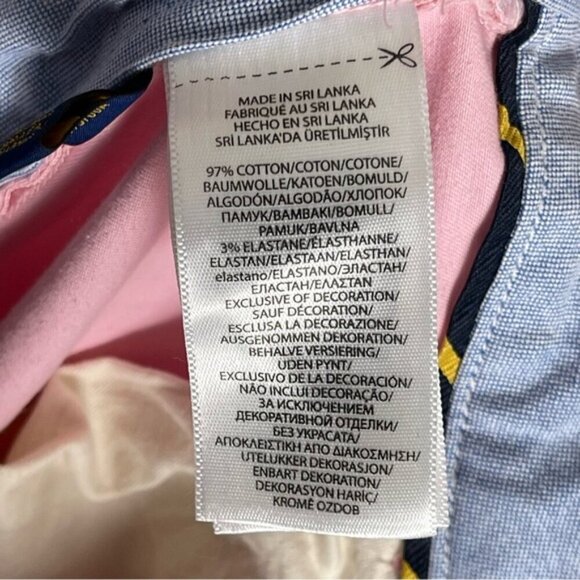 MADE IN SRI LANKA
FABRIQUÉ AU SRI LANKA
HECHO EN SRI LANKA
SRİ LANKA'DA ÜRETİLMİŞTİR
97% COTTON/COTON/COTONE/
BAUMWOLLE/KATOEN/BOMULD/
ALGODÓN/ALGODÃO/ХЛОПОК/
ПАМУК/ΒΑΜΒΑΚΙ/BOMULL/
PAMUK/BAVLNA
3% ELASTANE/ÉLASTHANNE/
ELASTAN/ELASTAAN/ELASTHAN/
elastano/ELASTANO/ЭЛАСТАН/
ЕЛАСТАН/ΕΛΑΣΤΑΝ
EXCLUSIVE OF DECORATION/
SAUF DÉCORATION/
ESCLUSA LA DECORAZIONE/
AUSGENOMMEN DEKORATION/
BEHALVE VERSIERING/
UDEN PYNT/
EXCLUSIVO DE LA DECORACIÓN/
NÃO INCLUI DECORAÇÃO/
ЗА ИСКЛЮЧЕНИЕМ
ДЕКОРАТИВНОЙ ОТДЕЛКИ/
БЕЗ УКРАСАТА/
ΑΠΟΚΛΕΙΣΤΙΚΗ ΑΠΟ ΔΙΑΚΟΣΜΗΣΗ/
UTELUKKER DEKORASJON/
ENBART DEKORATION/
DEKORASYON HARİÇ/
KROMĚ OZDOB